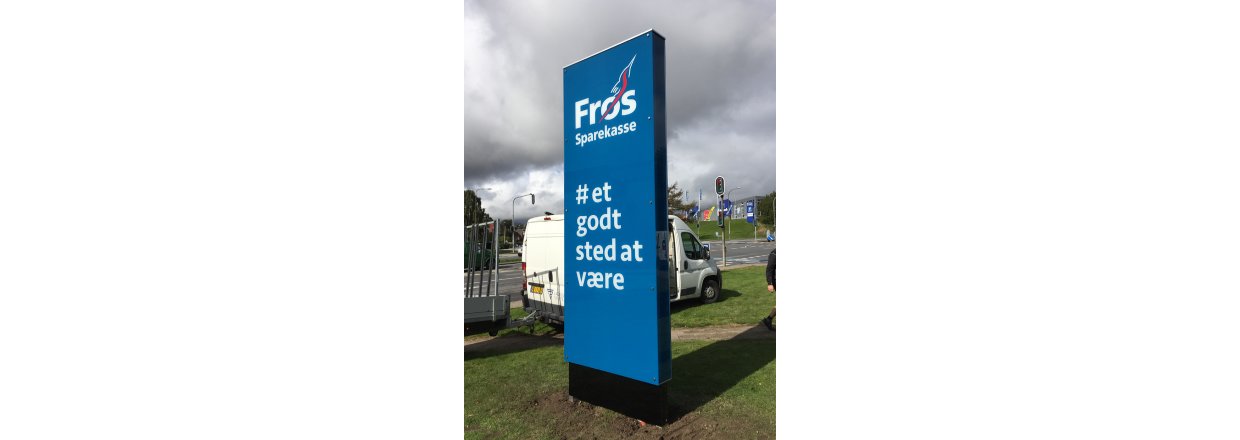 Frøs
Sparekasse
# et
godt
sted at
være